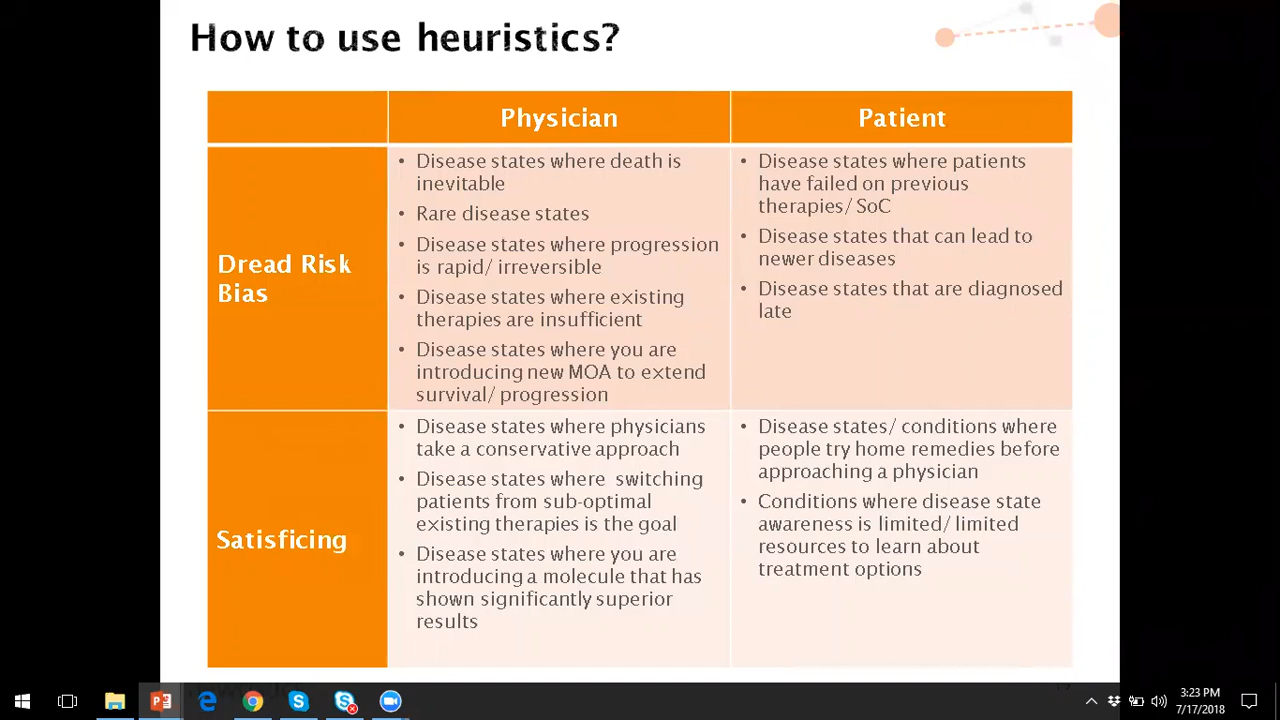 How to use heuristics?
Physician
Patient
Dread Risk
Bias
• Disease states where death is
inevitable
• Rare disease states
• Disease states where progression
is rapid/ irreversible
• Disease states where existing
therapies are insufficient
• Disease states where you are
introducing new MOA to extend
survival/ progression
• Disease states where patients
have failed on previous
therapies/ SoC
• Disease states that can lead to
newer diseases
• Disease states that are diagnosed
late
Satisficing
• Disease states where physicians
take a conservative approach
• Disease states where switching
patients from sub-optimal
existing therapies is the goal
• Disease states where you are
introducing a molecule that has
shown significantly superior
results
• Disease states/ conditions where
people try home remedies before
approaching a physician
• Conditions where disease state
awareness is limited/ limited
resources to learn about
treatment options
3:23 PM
7/17/2018